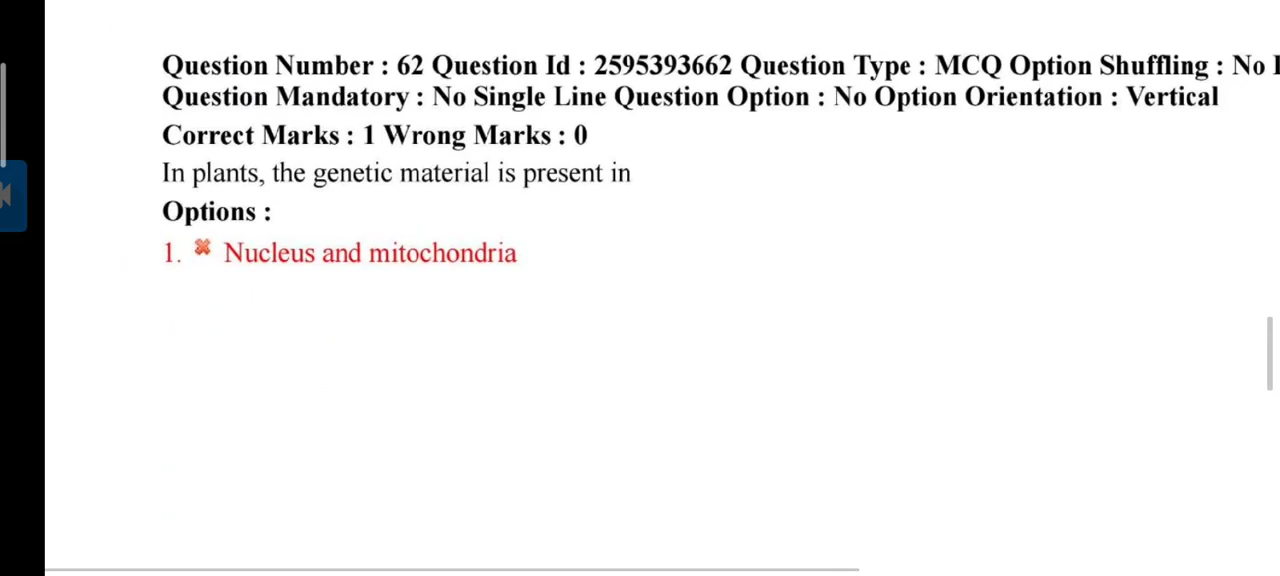 Question Number : 62 Question Id : 2595393662 Question Type : MCQ Option Shuffling : No
Question Mandatory : No Single Line Question Option : No Option Orientation : Vertical
Correct Marks : 1 Wrong Marks : 0
In plants, the genetic material is present in
Options :
1. Nucleus and mitochondria